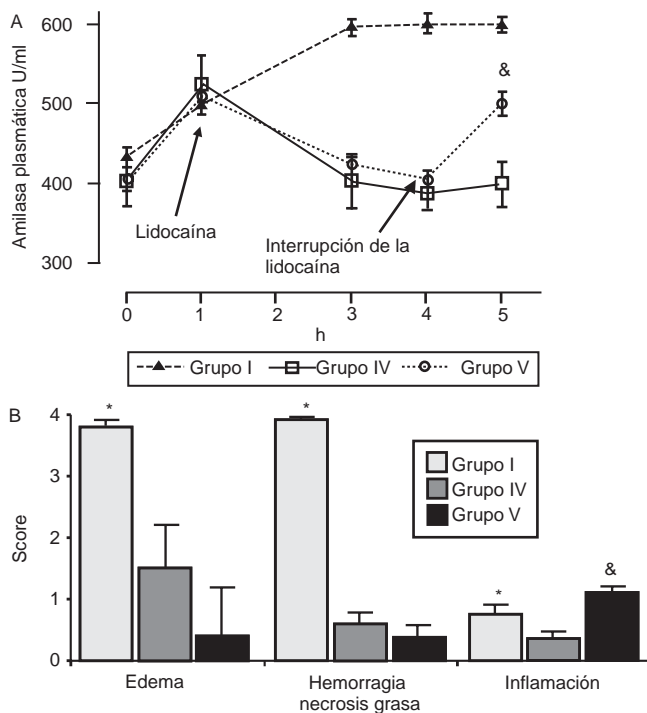 A
Amilasa plasmática U/ml
600
500
400
300
&
Lidocaína
Interrupción de la
lidocaína
0 1 2 3 4 5
h
Grupo I Grupo IV Grupo V
B
Score
4
3
2
1
0
* * * &
Grupo I
Grupo IV
Grupo V
Edema Hemorragia Inflamación
necrosis grasa